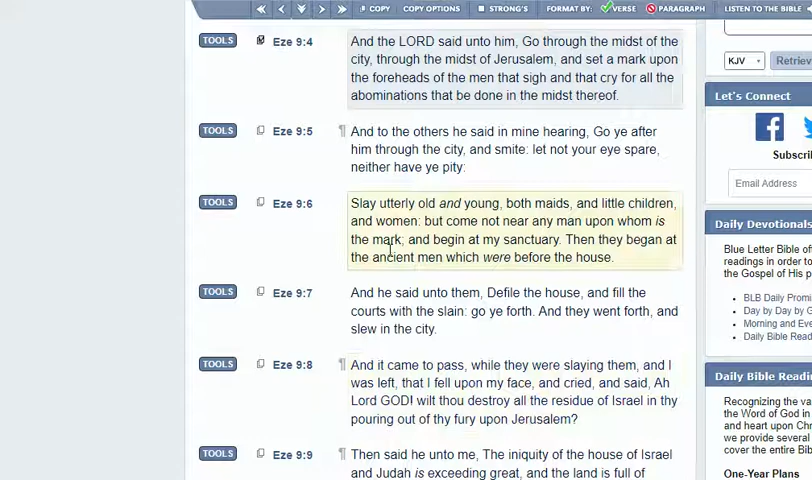 COPY COPY OPTIONS STRONG'S FORMAT BY: VERSE PARAGRAPH LISTEN TO THE BIBLE
TOOLS Eze 9:4 And the LORD said unto him, Go through the midst of the
city, through the midst of Jerusalem, and set a mark upon
the foreheads of the men that sigh and that cry for all the
abominations that be done in the midst thereof.
TOOLS Eze 9:5 ¶ And to the others he said in mine hearing, Go ye after
him through the city, and smite: let not your eye spare,
neither have ye pity:
TOOLS Eze 9:6 Slay utterly old and young, both maids, and little children,
and women: but come not near any man upon whom is
the mark; and begin at my sanctuary. Then they began at
the ancient men which were before the house.
TOOLS Eze 9:7 And he said unto them, Defile the house, and fill the
courts with the slain: go ye forth. And they went forth, and
slew in the city.
TOOLS Eze 9:8 ¶ And it came to pass, while they were slaying them, and I
was left, that I fell upon my face, and cried, and said, Ah
Lord GOD! wilt thou destroy all the residue of Israel in thy
pouring out of thy fury upon Jerusalem?
TOOLS Eze 9:9 ¶ Then said he unto me, The iniquity of the house of Israel
and Judah is exceeding great, and the land is full of
KJV Retriev
Let's Connect
Subscri
Email Address
Daily Devotionals
Blue Letter Bible of
readings in order to
the Gospel of His p
BLB Daily Promi
Day by Day by G
Morning and Eve
Daily Bible Read
Daily Bible Readi
Recognizing the va
the Word of God in
and heart upon Chr
we provide several
cover the entire Bib
One-Year Plans